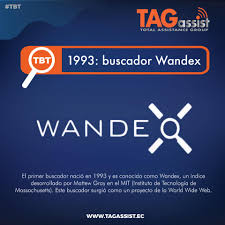 #TBT
TAGassist
TOTAL ASSISTANCE GROUP
TBT
1993: buscador Wandex
WANDEX
El primer buscador nació en 1993 y es conocido como Wandex, un índice
desarrollado por Mattew Gray en el MIT (Instituto de Tecnología de
Massachusetts). Este buscador surgió como un proyecto de la World Wide Web.
WWW.TAGASSIST.EC